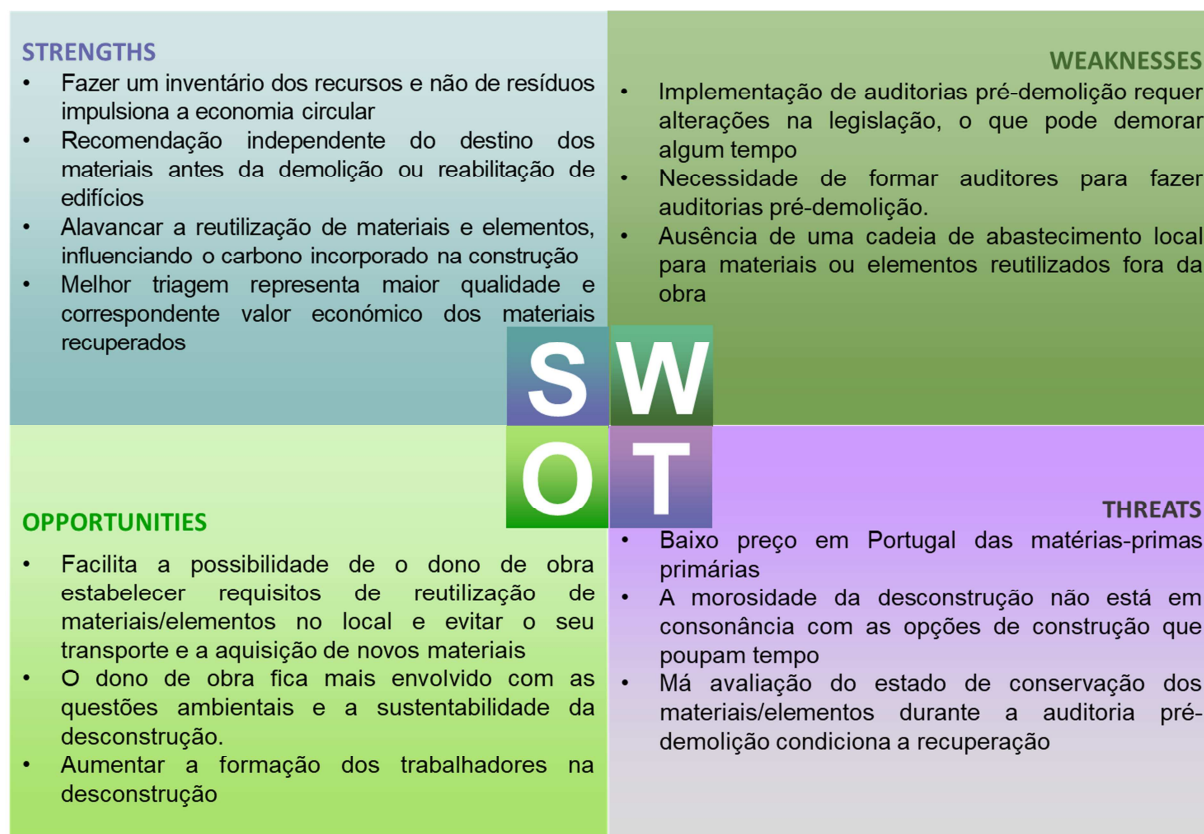 STRENGTHS
• Fazer um inventário dos recursos e não de resíduos
impulsiona a economia circular
• Recomendação independente do destino dos
materiais antes da demolição ou reabilitação de
edifícios
• Alavancar a reutilização de materiais e elementos,
influenciando o carbono incorporado na construção
• Melhor triagem representa maior qualidade e
correspondente valor económico dos materiais
recuperados
WEAKNESSES
• Implementação de auditorias pré-demolição requer
alterações na legislação, o que pode demorar
algum tempo
• Necessidade de formar auditores para fazer
auditorias pré-demolição.
• Ausência de uma cadeia de abastecimento local
para materiais ou elementos reutilizados fora da
obra
S W
O T
OPPORTUNITIES
• Facilita a possibilidade de o dono de obra
estabelecer requisitos de reutilização de
materiais/elementos no local e evitar o seu
transporte e a aquisição de novos materiais
• O dono de obra fica mais envolvido com as
questões ambientais e a sustentabilidade da
desconstrução.
• Aumentar a formação dos trabalhadores na
desconstrução
THREATS
• Baixo preço em Portugal das matérias-primas
primárias
• A morosidade da desconstrução não está em
consonância com as opções de construção que
poupam tempo
• Má avaliação do estado de conservação dos
materiais/elementos durante a auditoria pré-
demolição condiciona a recuperação